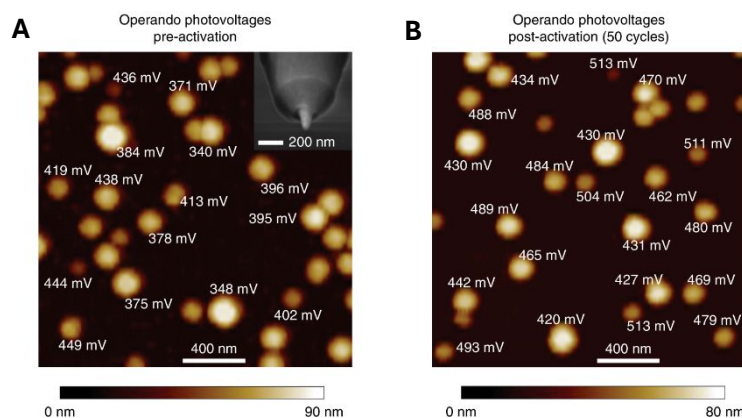 A
Operando photovoltages
pre-activation
436 mV
371 mV
200 nm
384 mV
340 mV
419 mV
438 mV
413 mV
396 mV
395 mV
378 mV
444 mV
375 mV
348 mV
402 mV
449 mV
400 nm
0 nm
90 nm
B
Operando photovoltages
post-activation (50 cycles)
513 mV
434 mV
470 mV
488 mV
430 mV
430 mV
511 mV
484 mV
504 mV
462 mV
489 mV
480 mV
431 mV
465 mV
442 mV
427 mV
469 mV
513 mV
420 mV
479 mV
493 mV
400 nm
0 nm
80 nm